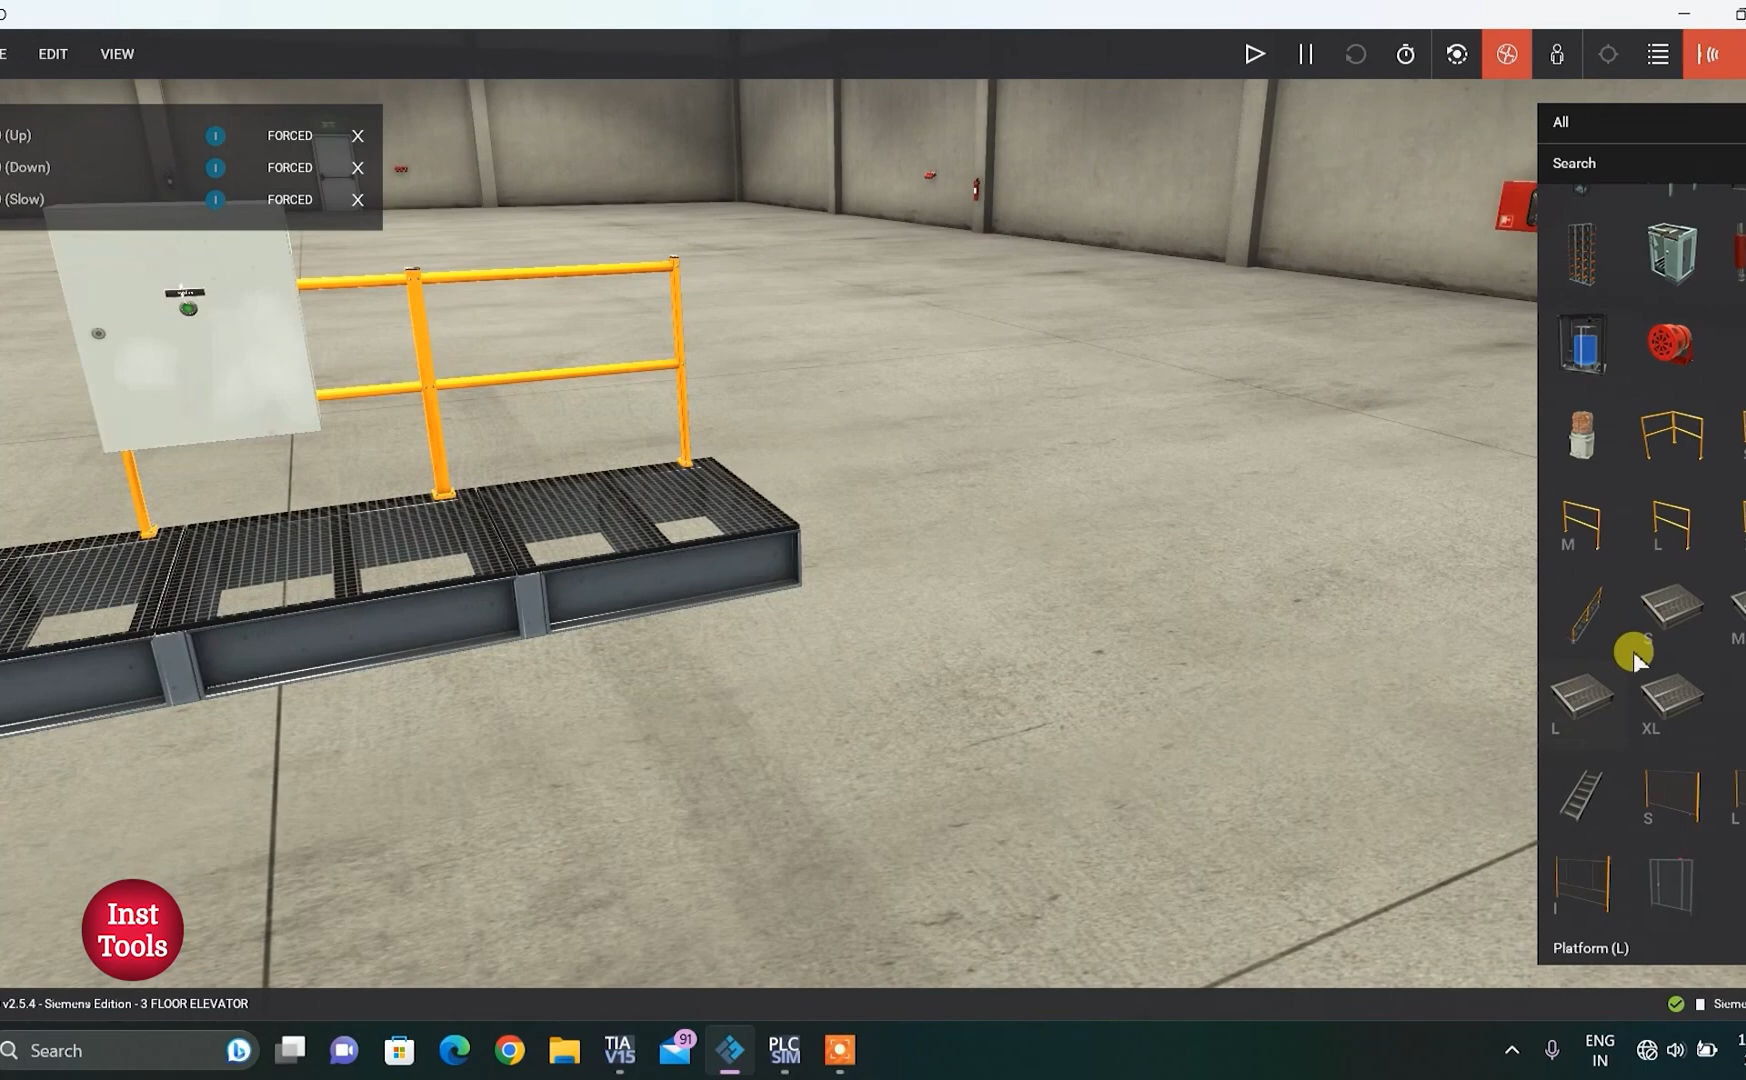 EDIT VIEW
(Up) FORCED X
(Down) FORCED X
(Slow) FORCED X
All
Search
M L
S M
L XL
S L
I
Platform (L)
Inst
Tools
v2.5.4 - Siemens Edition - 3 FLOOR ELEVATOR
Search
TIA
V15
91
PLC
SIM
ENG
IN